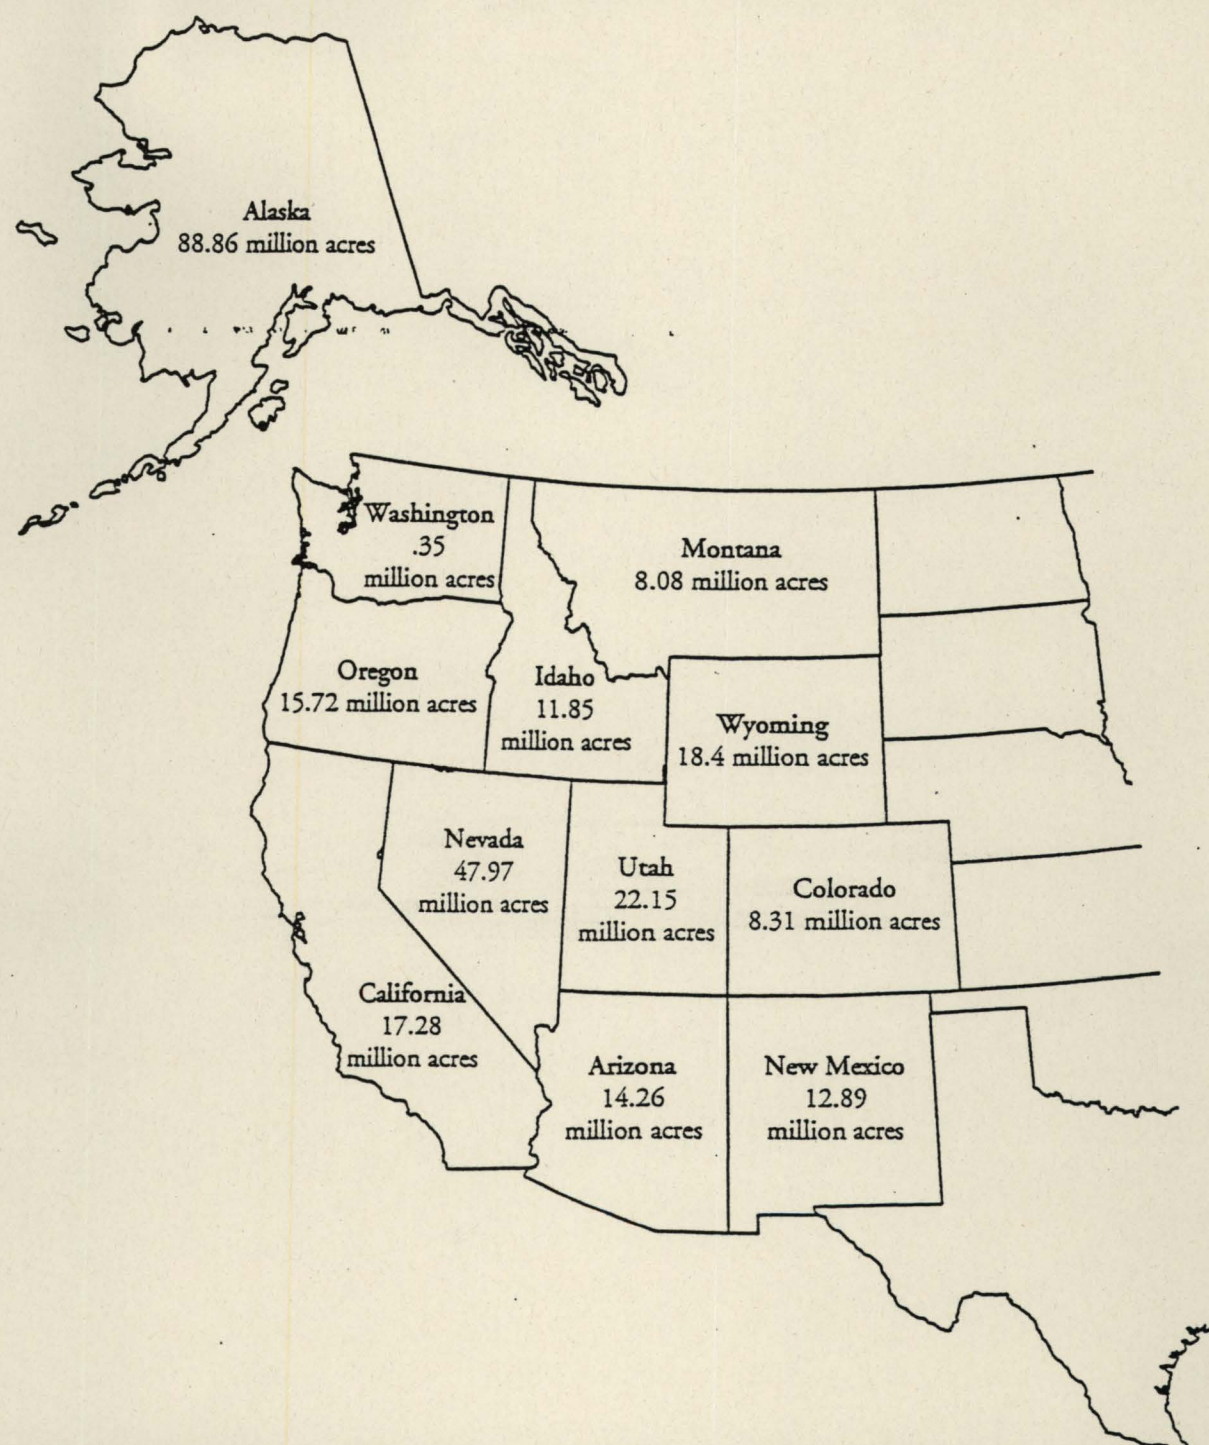 Alaska
88.86 million acres
Washington
.35
million acres
Montana
8.08 million acres
Oregon
15.72 million acres
Idaho
11.85
million acres
Wyoming
18.4 million acres
Nevada
47.97
million acres
Utah
22.15
million acres
Colorado
8.31 million acres
California
17.28
million acres
Arizona
14.26
million acres
New Mexico
12.89
million acres